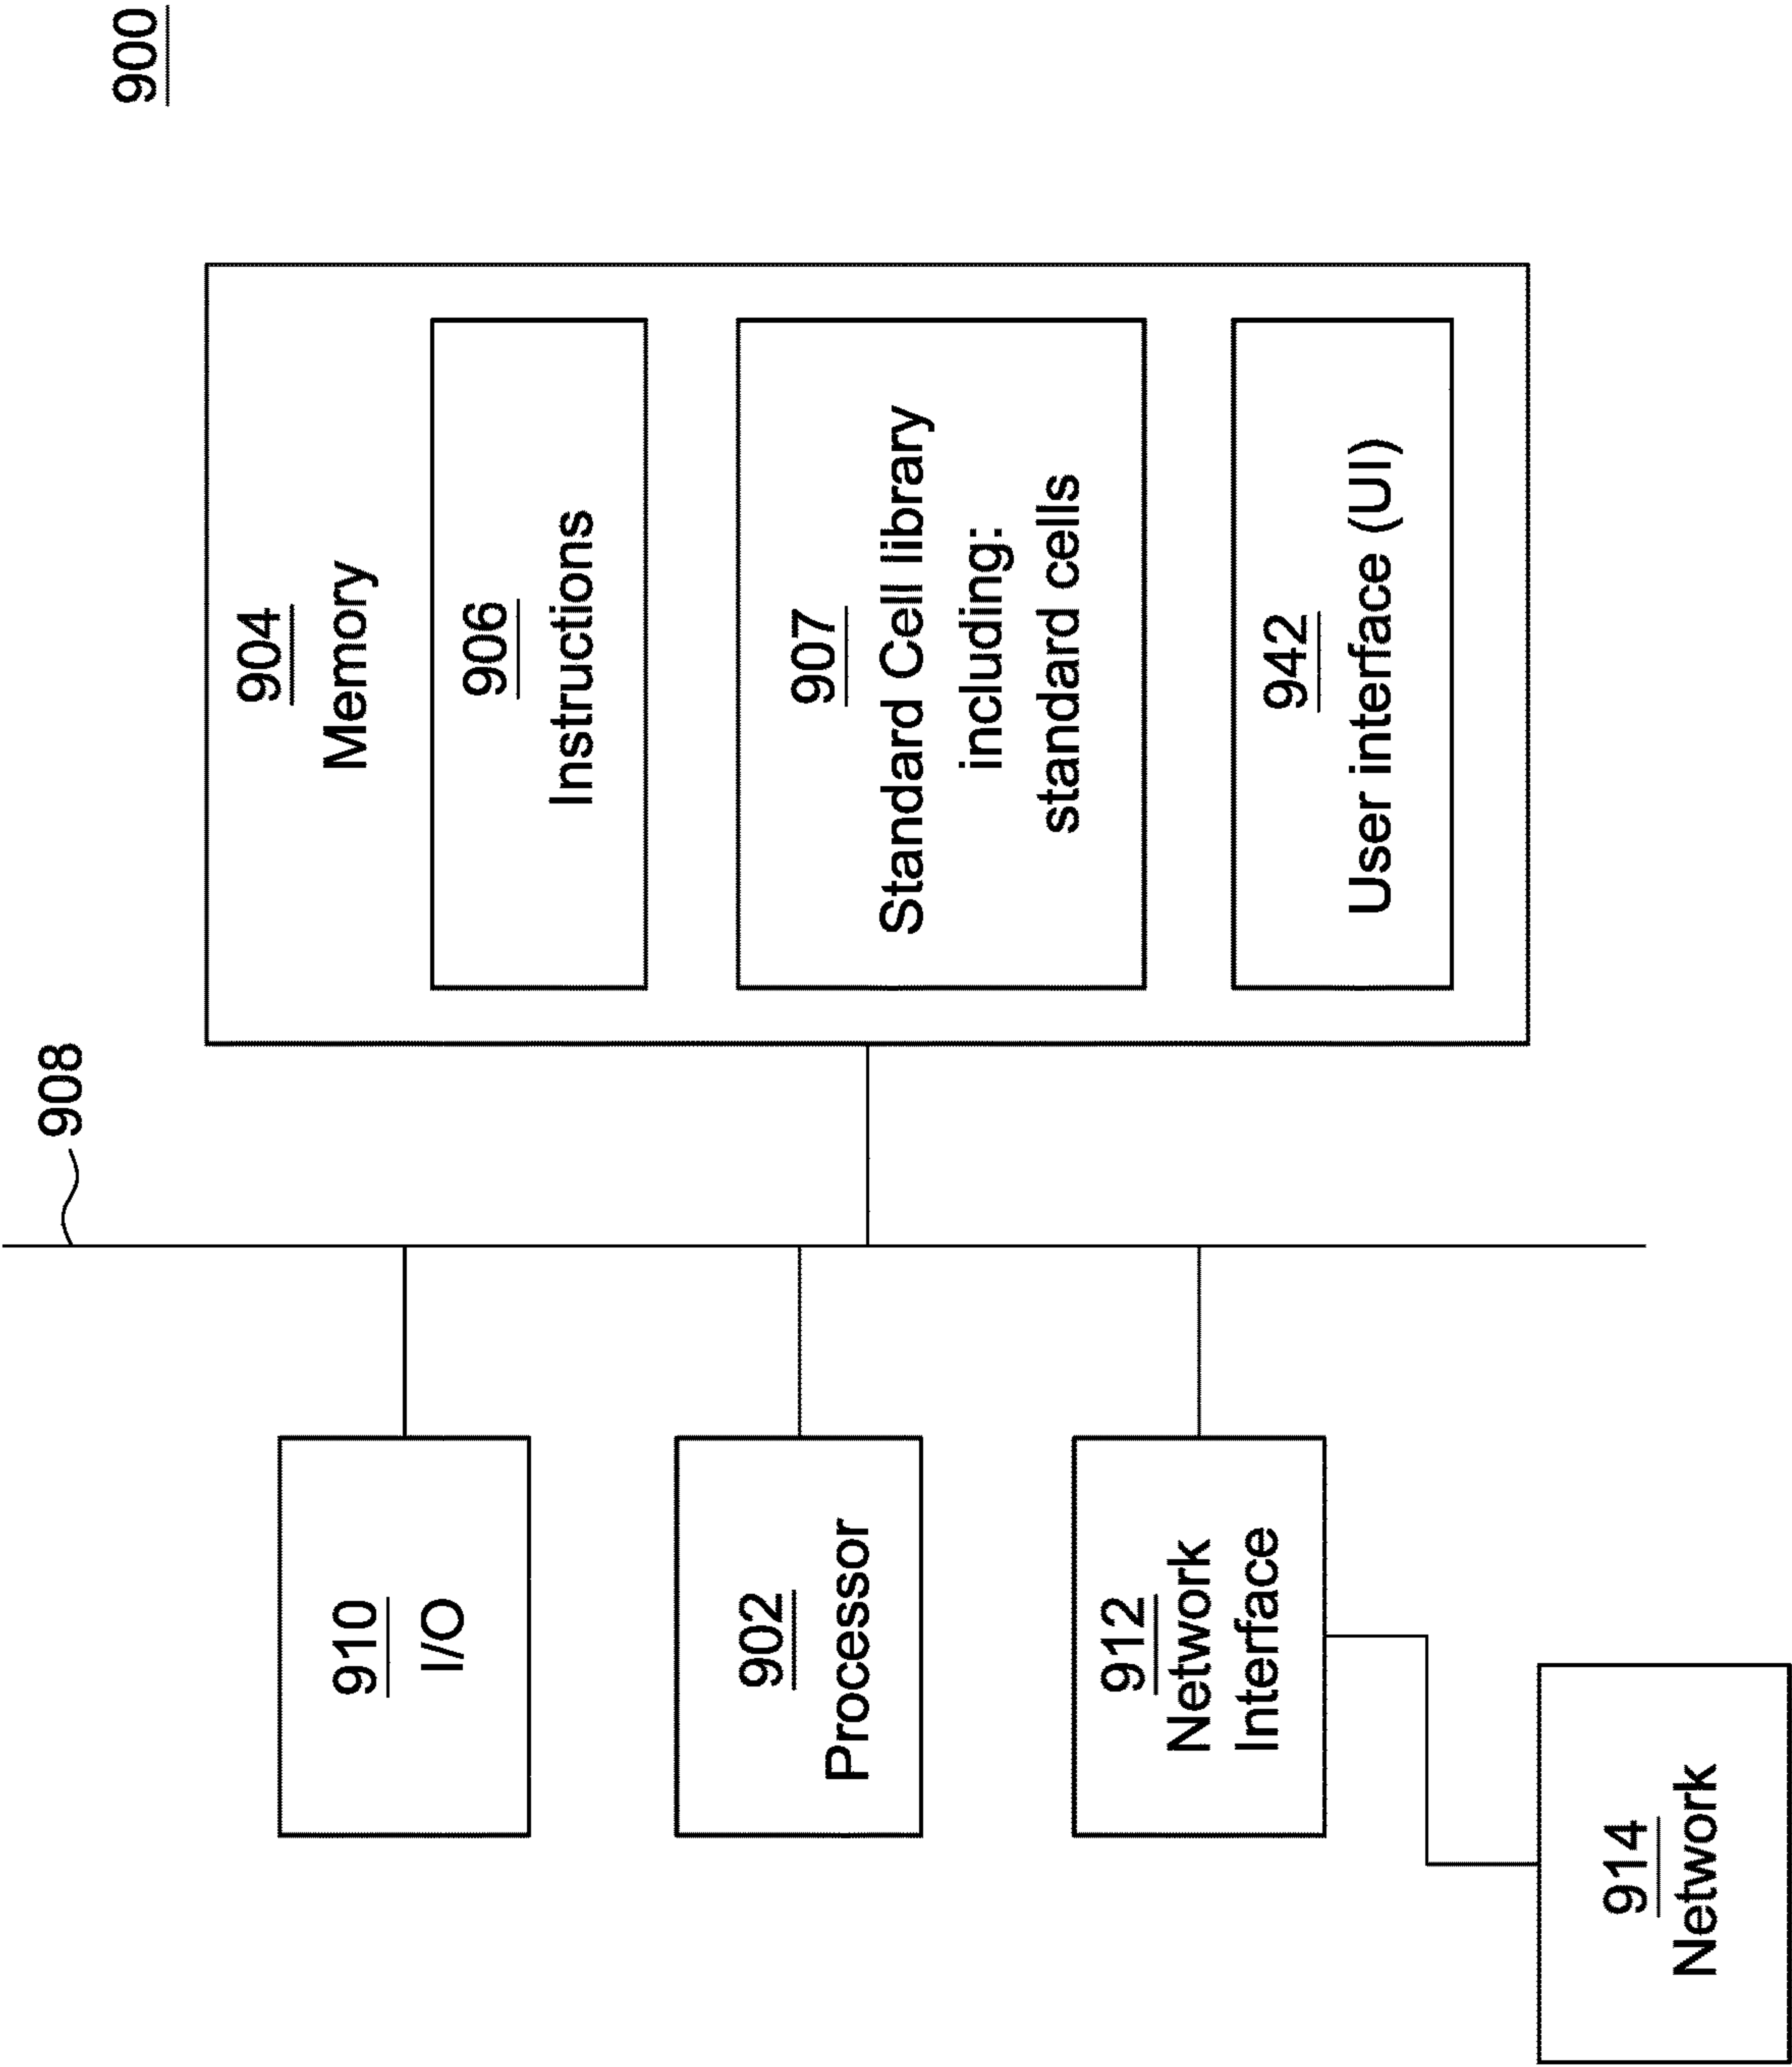 900
908
904
Memory
906
Instructions
907
Standard Cell library
including:
standard cells
942
User interface (UI)
910
I/O
902
Processor
912
Network
Interface
914
Network